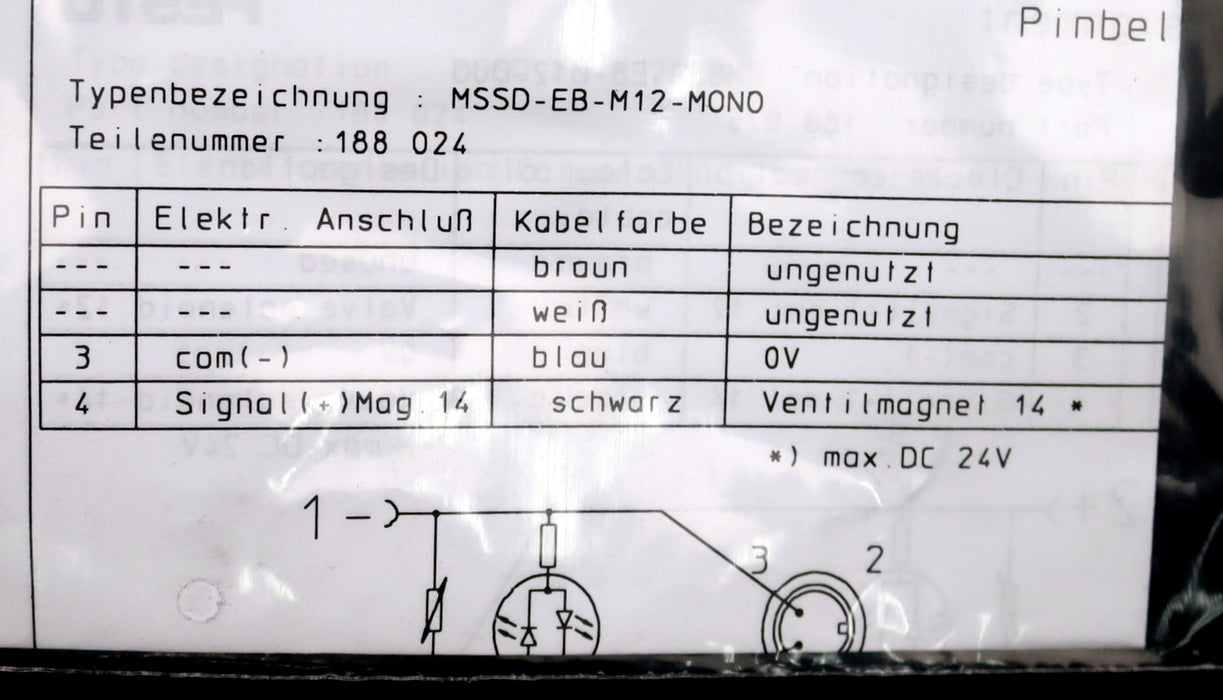 Pinbel
Typenbezeichnung : MSSD-EB-M12-MONO
Teilenummer :188 024
Pin Elektr. Anschluß Kabelfarbe Bezeichnung
--- --- braun ungenutzt
--- --- weiß ungenutzt
3 com(-) blau 0V
4 Signal(+)Mag.14 schwarz Ventilmagnet 14 *
*) max.DC 24V
1 -
3 2